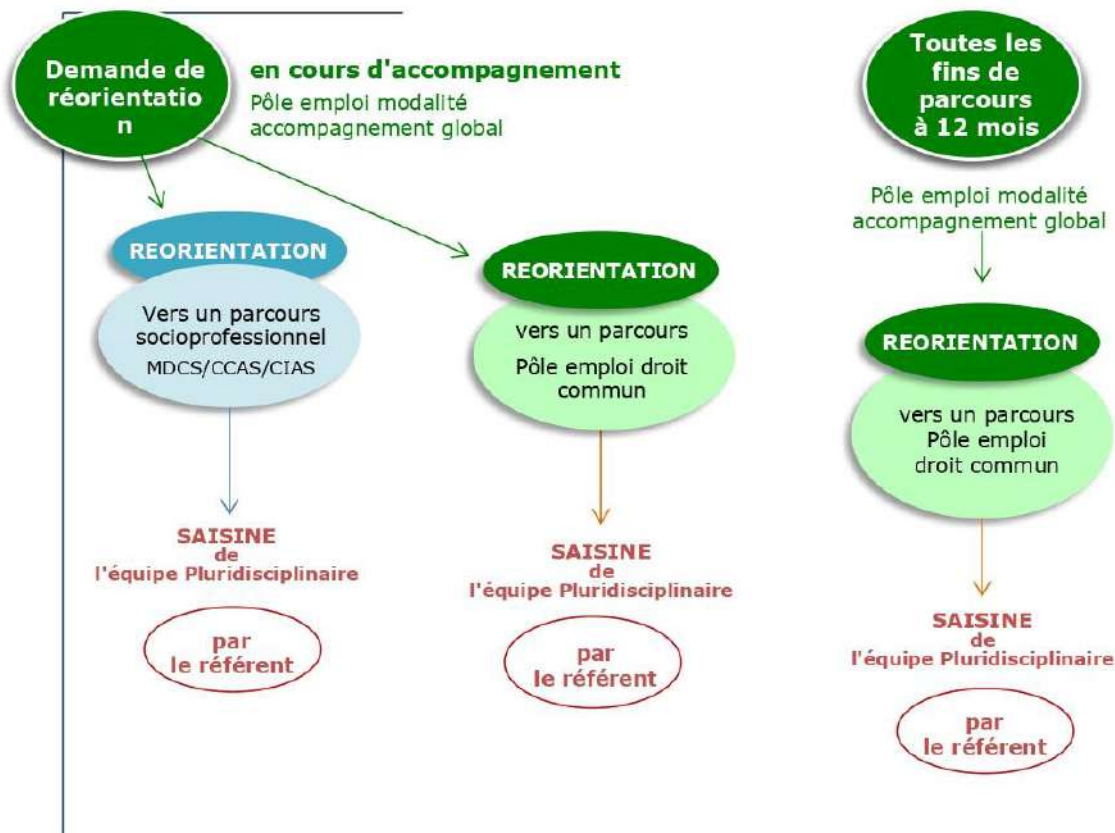 Demande de
réorientatio
n
en cours d'accompagnement
Pôle emploi modalité
accompagnement global
REORIENTATION
Vers un parcours
socioprofessionnel
MDCS/CCAS/CIAS
SAISINE
de
l'équipe Pluridisciplinaire
par
le référent
REORIENTATION
vers un parcours
Pôle emploi droit
commun
SAISINE
de
l'équipe Pluridisciplinaire
par
le référent
Toutes les
fins de
parcours
à 12 mois
Pôle emploi modalité
accompagnement global
REORIENTATION
vers un parcours
Pôle emploi
droit commun
SAISINE
de
l'équipe Pluridisciplinaire
par
le référent